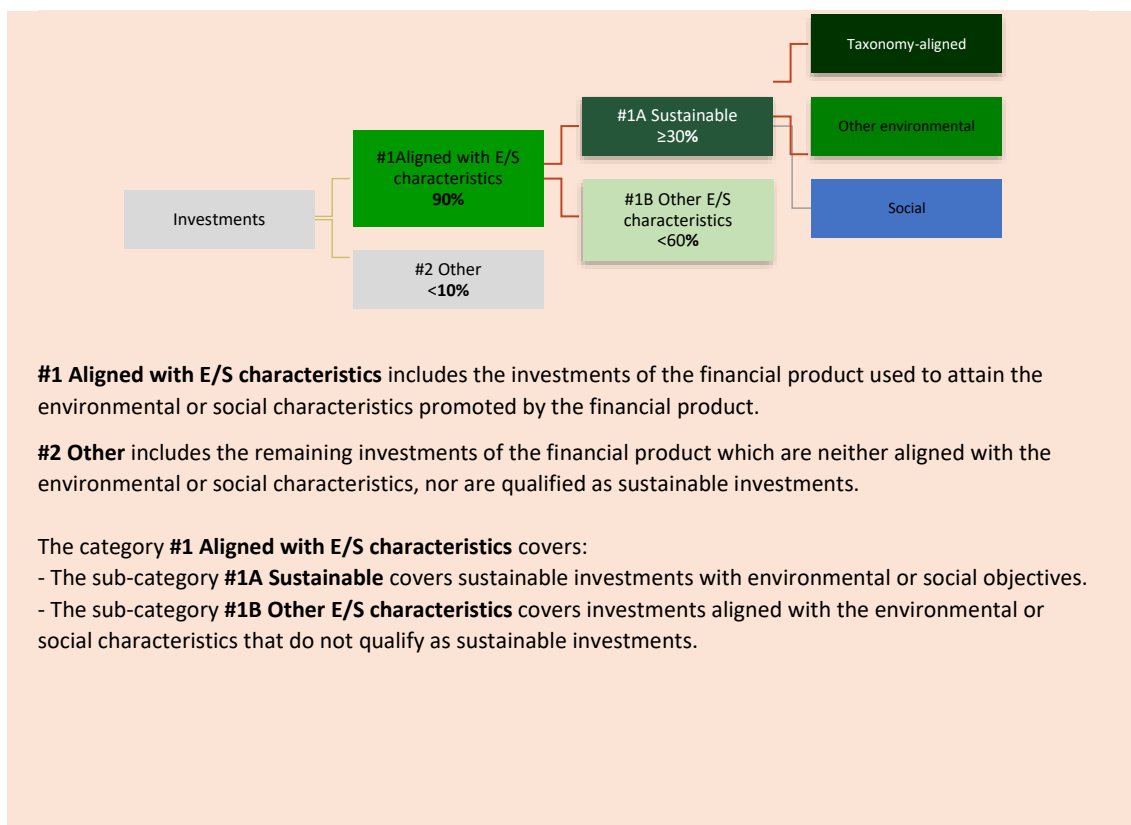 Taxonomy-aligned
#1A Sustainable
≥30%
Other environmental
#1Aligned with E/S
characteristics
90%
#1B Other E/S
characteristics
<60%
Social
Investments
#2 Other
<10%
#1 Aligned with E/S characteristics includes the investments of the financial product used to attain the
environmental or social characteristics promoted by the financial product.
#2 Other includes the remaining investments of the financial product which are neither aligned with the
environmental or social characteristics, nor are qualified as sustainable investments.
The category #1 Aligned with E/S characteristics covers:
- The sub-category #1A Sustainable covers sustainable investments with environmental or social objectives.
- The sub-category #1B Other E/S characteristics covers investments aligned with the environmental or
social characteristics that do not qualify as sustainable investments.